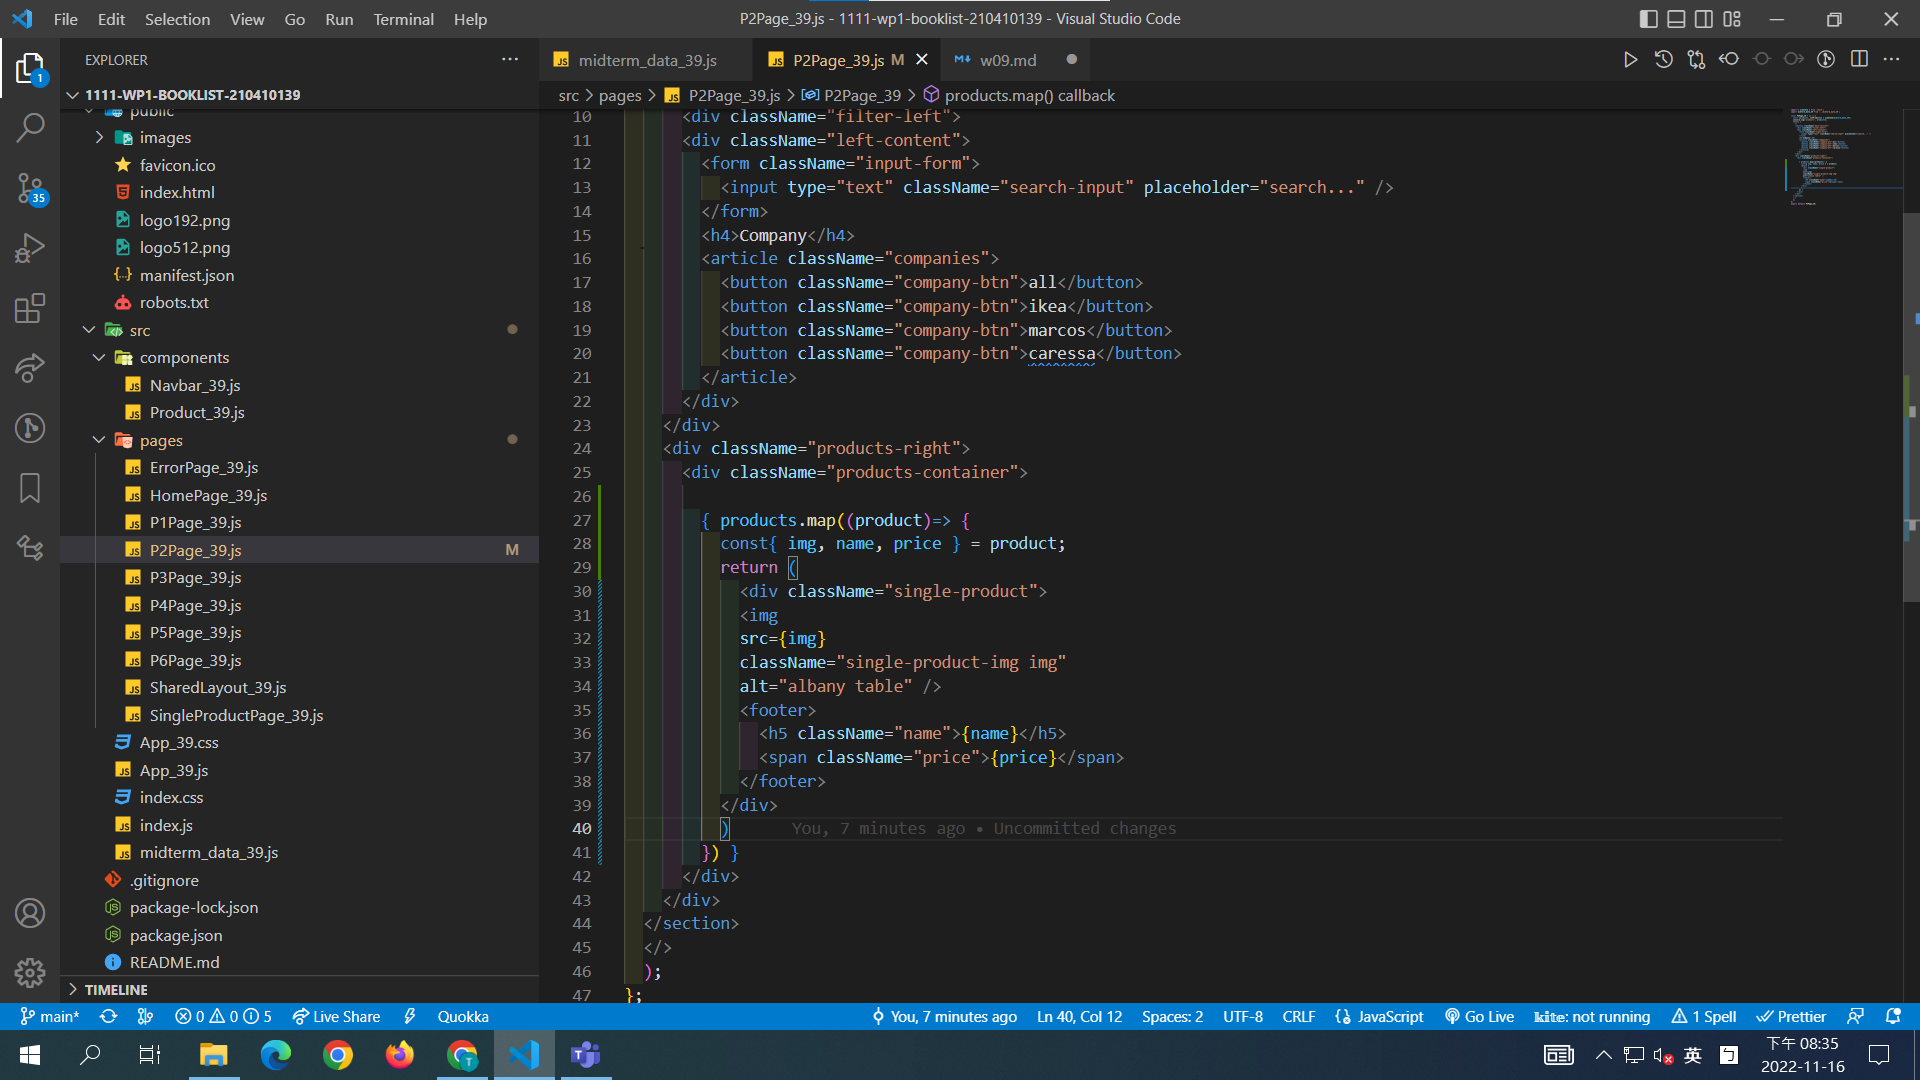 File Edit Selection View Go Run Terminal Help
P2Page_39.js - 1111-wp1-booklist-210410139 - Visual Studio Code
EXPLORER
1111-WP1-BOOKLIST-210410139
public
images
favicon.ico
index.html
logo192.png
logo512.png
manifest.json
robots.txt
src
components
Navbar_39.js
Product_39.js
pages
ErrorPage_39.js
HomePage_39.js
P1Page_39.js
P2Page_39.js M
P3Page_39.js
P4Page_39.js
P5Page_39.js
P6Page_39.js
SharedLayout_39.js
SingleProductPage_39.js
App_39.css
App_39.js
index.css
index.js
midterm_data_39.js
.gitignore
package-lock.json
package.json
README.md
TIMELINE
1
35
midterm_data_39.js
P2Page_39.js M
w09.md
src > pages > P2Page_39.js > P2Page_39 > products.map() callback
10 <div className="filter-left">
11 <div className="left-content">
12 <form className="input-form">
13 <input type="text" className="search-input" placeholder="search..." />
14 </form>
15 <h4>Company</h4>
16 <article className="companies">
17 <button className="company-btn">all</button>
18 <button className="company-btn">ikea</button>
19 <button className="company-btn">marcos</button>
20 <button className="company-btn">caressa</button>
21 </article>
22 </div>
23 </div>
24 <div className="products-right">
25 <div className="products-container">
26
27 { products.map((product)=> {
28 const{ img, name, price } = product;
29 return (
30 <div className="single-product">
31 <img
32 src={img}
33 className="single-product-img img"
34 alt="albany table" />
35 <footer>
36 <h5 className="name">{name}</h5>
37 <span className="price">{price}</span>
38 </footer>
39 </div>
40 ) You, 7 minutes ago • Uncommitted changes
41 }) }
42 </div>
43 </div>
44 </section>
45 </>
46 );
47 };
main* 0 0 5 Live Share Quokka You, 7 minutes ago Ln 40, Col 12 Spaces: 2 UTF-8 CRLF JavaScript Go Live kite: not running 1 Spell Prettier
英 ㄅ 下午 08:35
2022-11-16